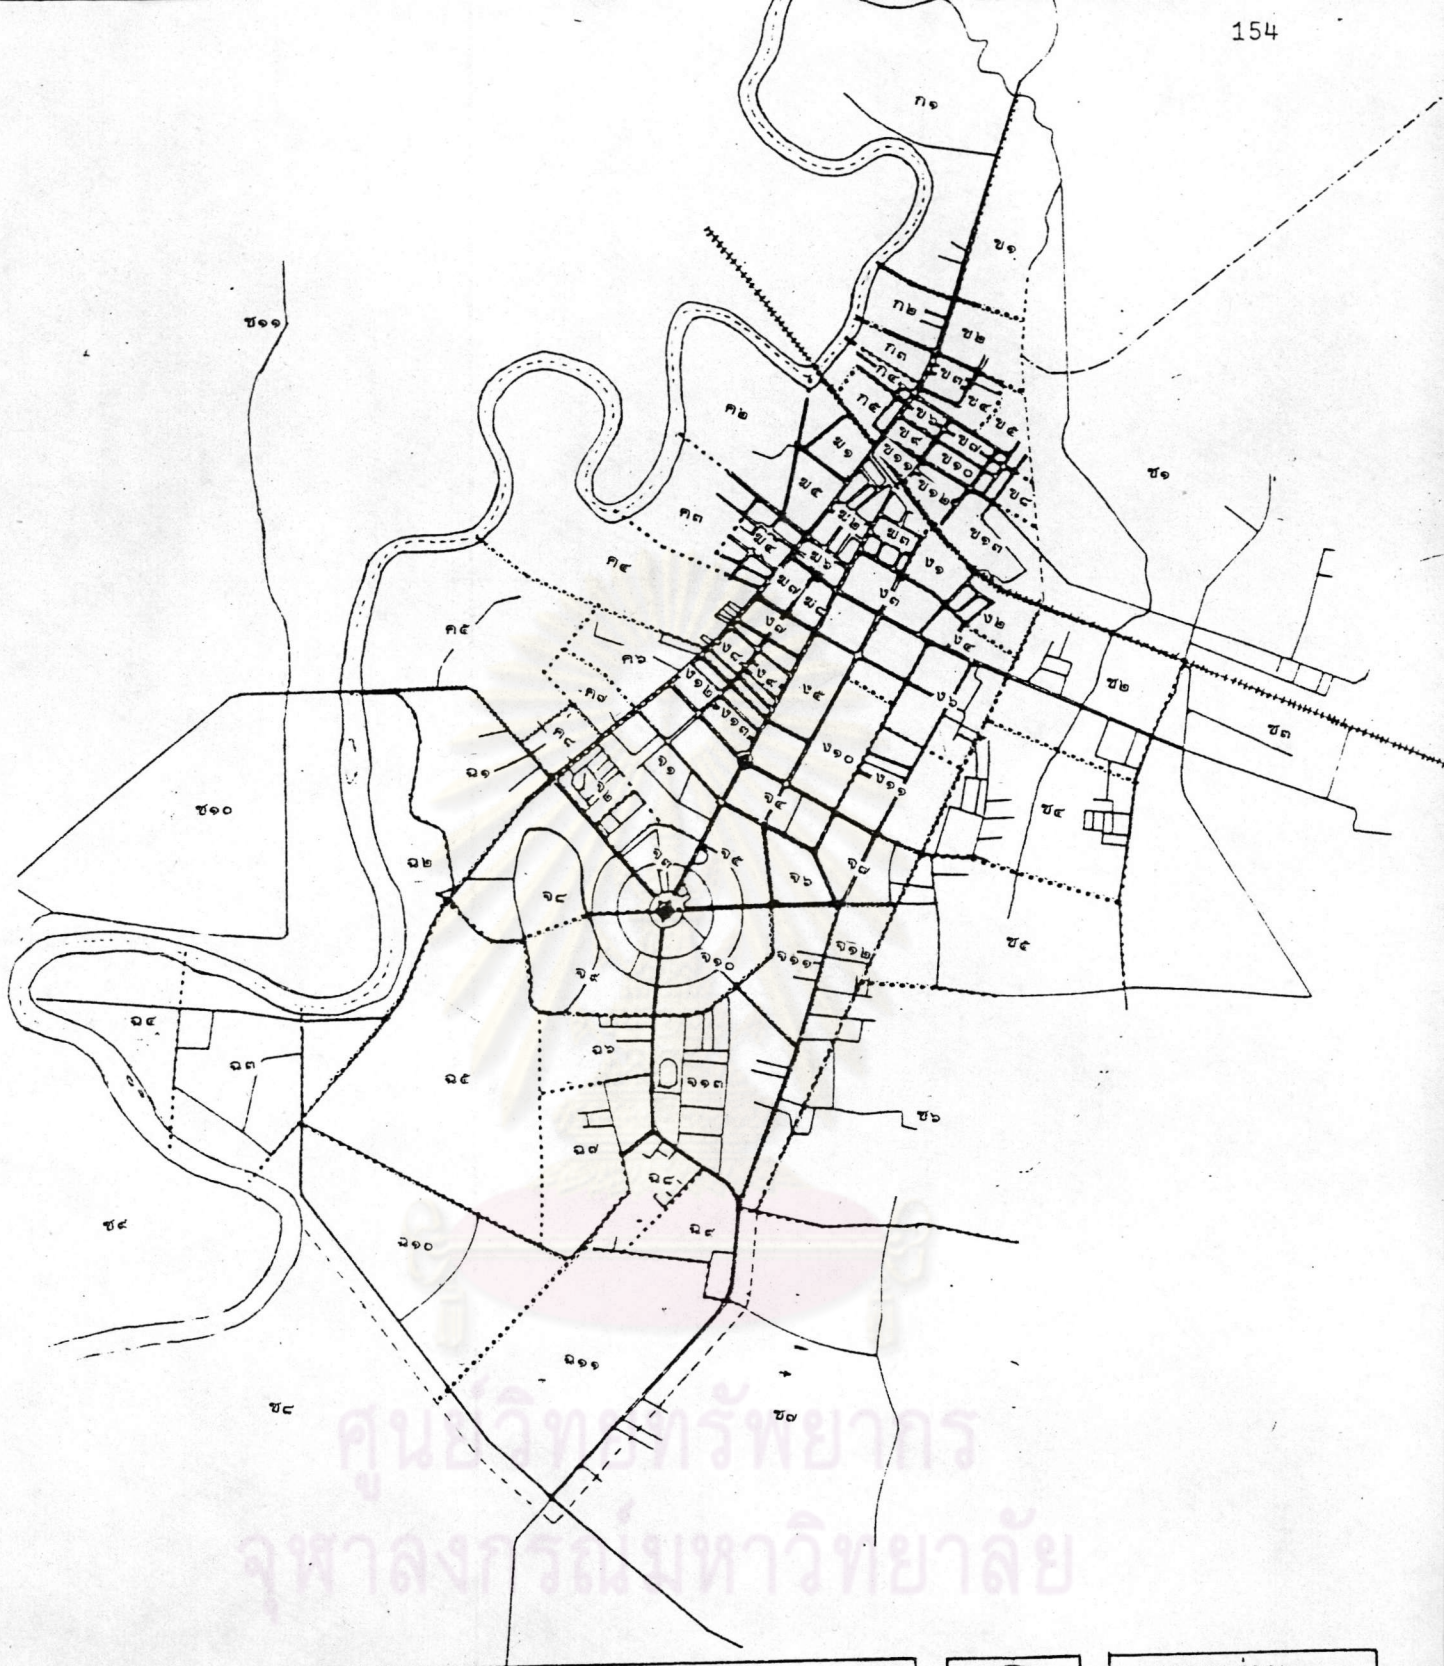 154
ก๑
ข๑
ช๑๑
ก๒
ข๒
ก๓
ข๓
ก๔
ข๔
ก๕
ข๕
ค๒
ข๖
ฆ๑
ข๙
ข๗
ข๑๑
ข๑๐
ช๑
ฆ๕
ข๑๒
ข๘
ค๓
ฆ๒
ฆ๓
ข๑๓
ฆ๔
ฆ๖
ง๑
ค๔
ฆ๗
ฆ๘
ง๓
ค๕
ง๗
ง๒
ง๘
ง๔
ค๖
ง๙
ง๑๒
ง๕
ง๖
ช๒
ค๗
ง๑๓
ค๘
ช๓
ฉ๑
จ๑
ง๑๐
ง๑๑
จ๒
จ๔
ช๔
ช๑๐
ฉ๒
จ๓
จ๕
จ๖
จ๗
จ๘
ช๕
จ๙
จ๑๐
จ๑๑
จ๑๒
ฉ๔
ฉ๓
ฉ๕
ฉ๖
จ๑๓
ช๖
ฉ๗
ฉ๘
ช๙
ฉ๑๐
ฉ๙
ฉ๑๑
ช๘
ช๗
ศูนย์วิทยทรัพยากร
จุฬาลงกรณ์มหาวิทยาลัย